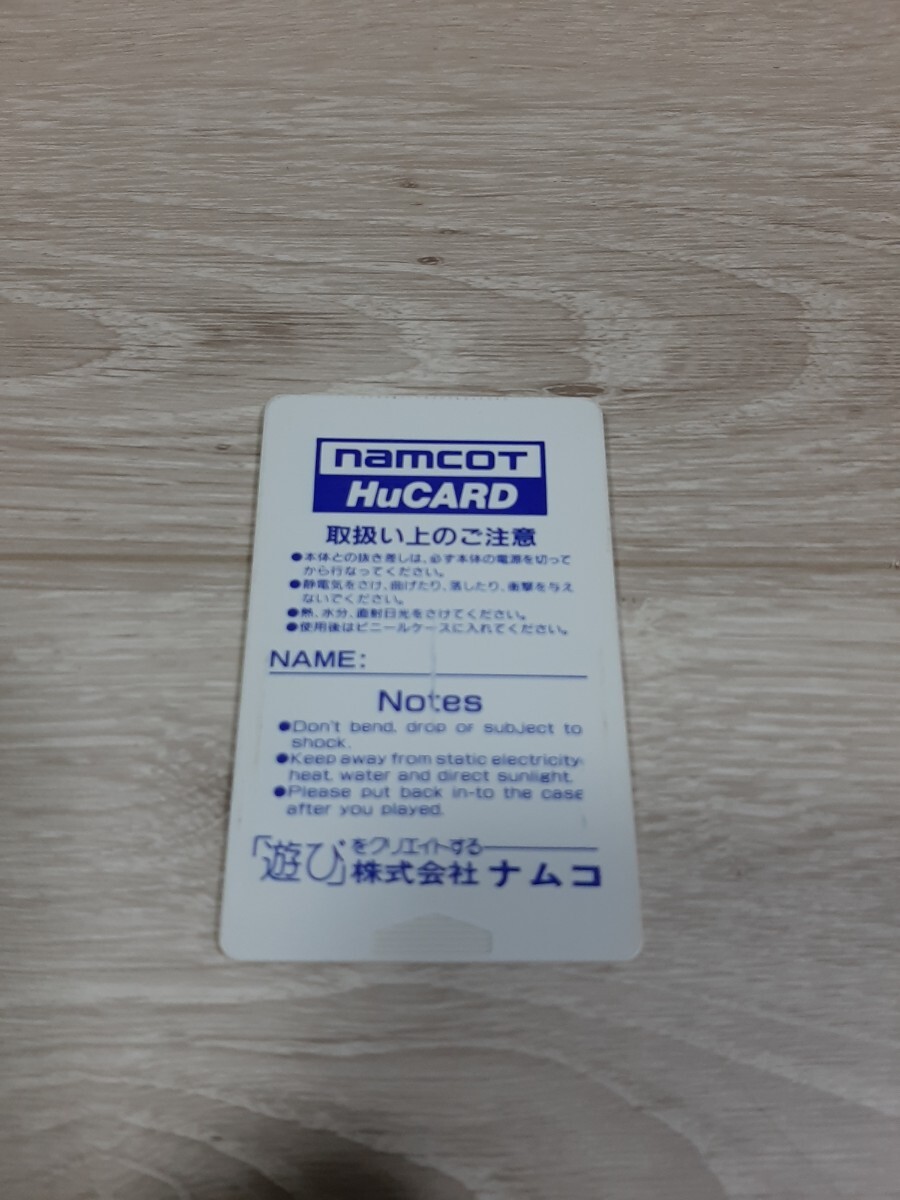 namcoT
HuCARD
取扱い上のご注意
●本体との抜き差しは、必ず本体の電源を切って
から行なってください。
●静電気をさけ、曲げたり、落したり、衝撃を与え
ないでください。
●熱、水分、直射日光をさけてください。
●使用後はビニールケースに入れてください。
NAME:
Notes
●Don't bend, drop or subject to
shock.
●Keep away from static electricity,
heat, water and direct sunlight.
●Please put back in-to the case
after you played.
「遊び」をクリエイトする
株式会社 ナムコ